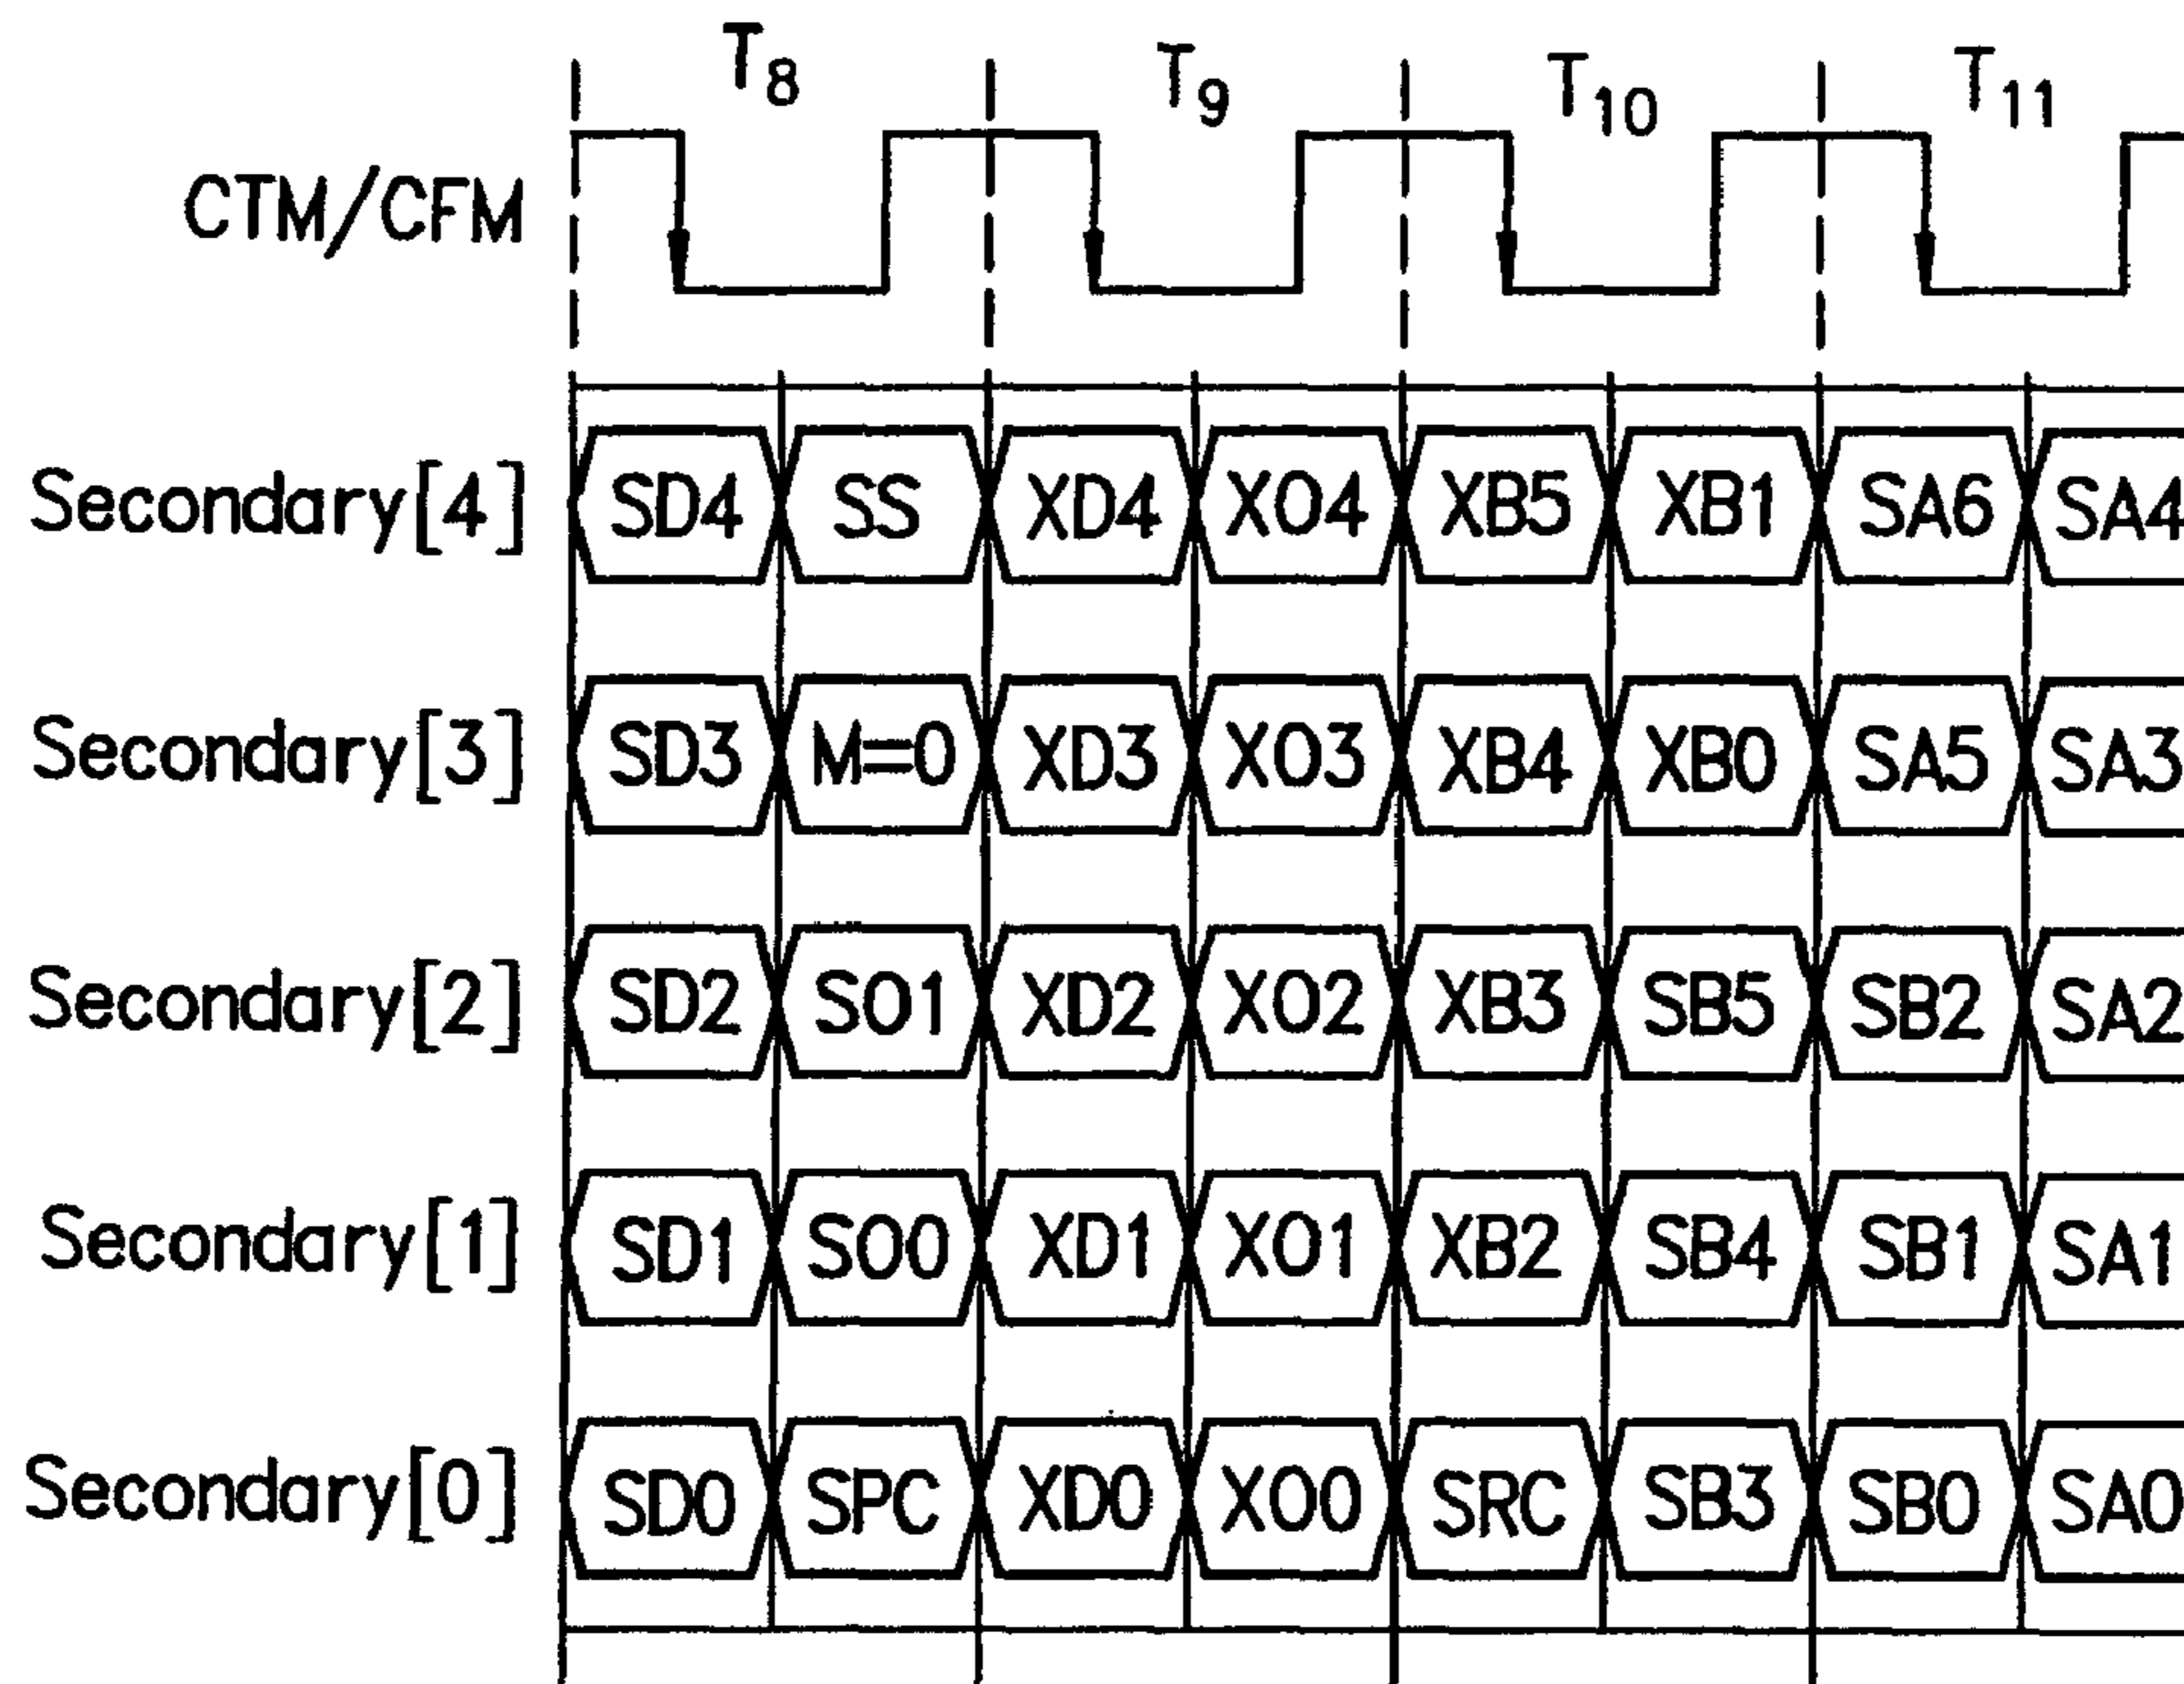 T8 T9 T10 T11
CTM/CFM
Secondary[4] SD4 SS XD4 XO4 XB5 XB1 SA6 SA4
Secondary[3] SD3 M=0 XD3 XO3 XB4 XB0 SA5 SA3
Secondary[2] SD2 SO1 XD2 XO2 XB3 SB5 SB2 SA2
Secondary[1] SD1 SO0 XD1 XO1 XB2 SB4 SB1 SA1
Secondary[0] SD0 SPC XD0 XO0 SRC SB3 SB0 SA0